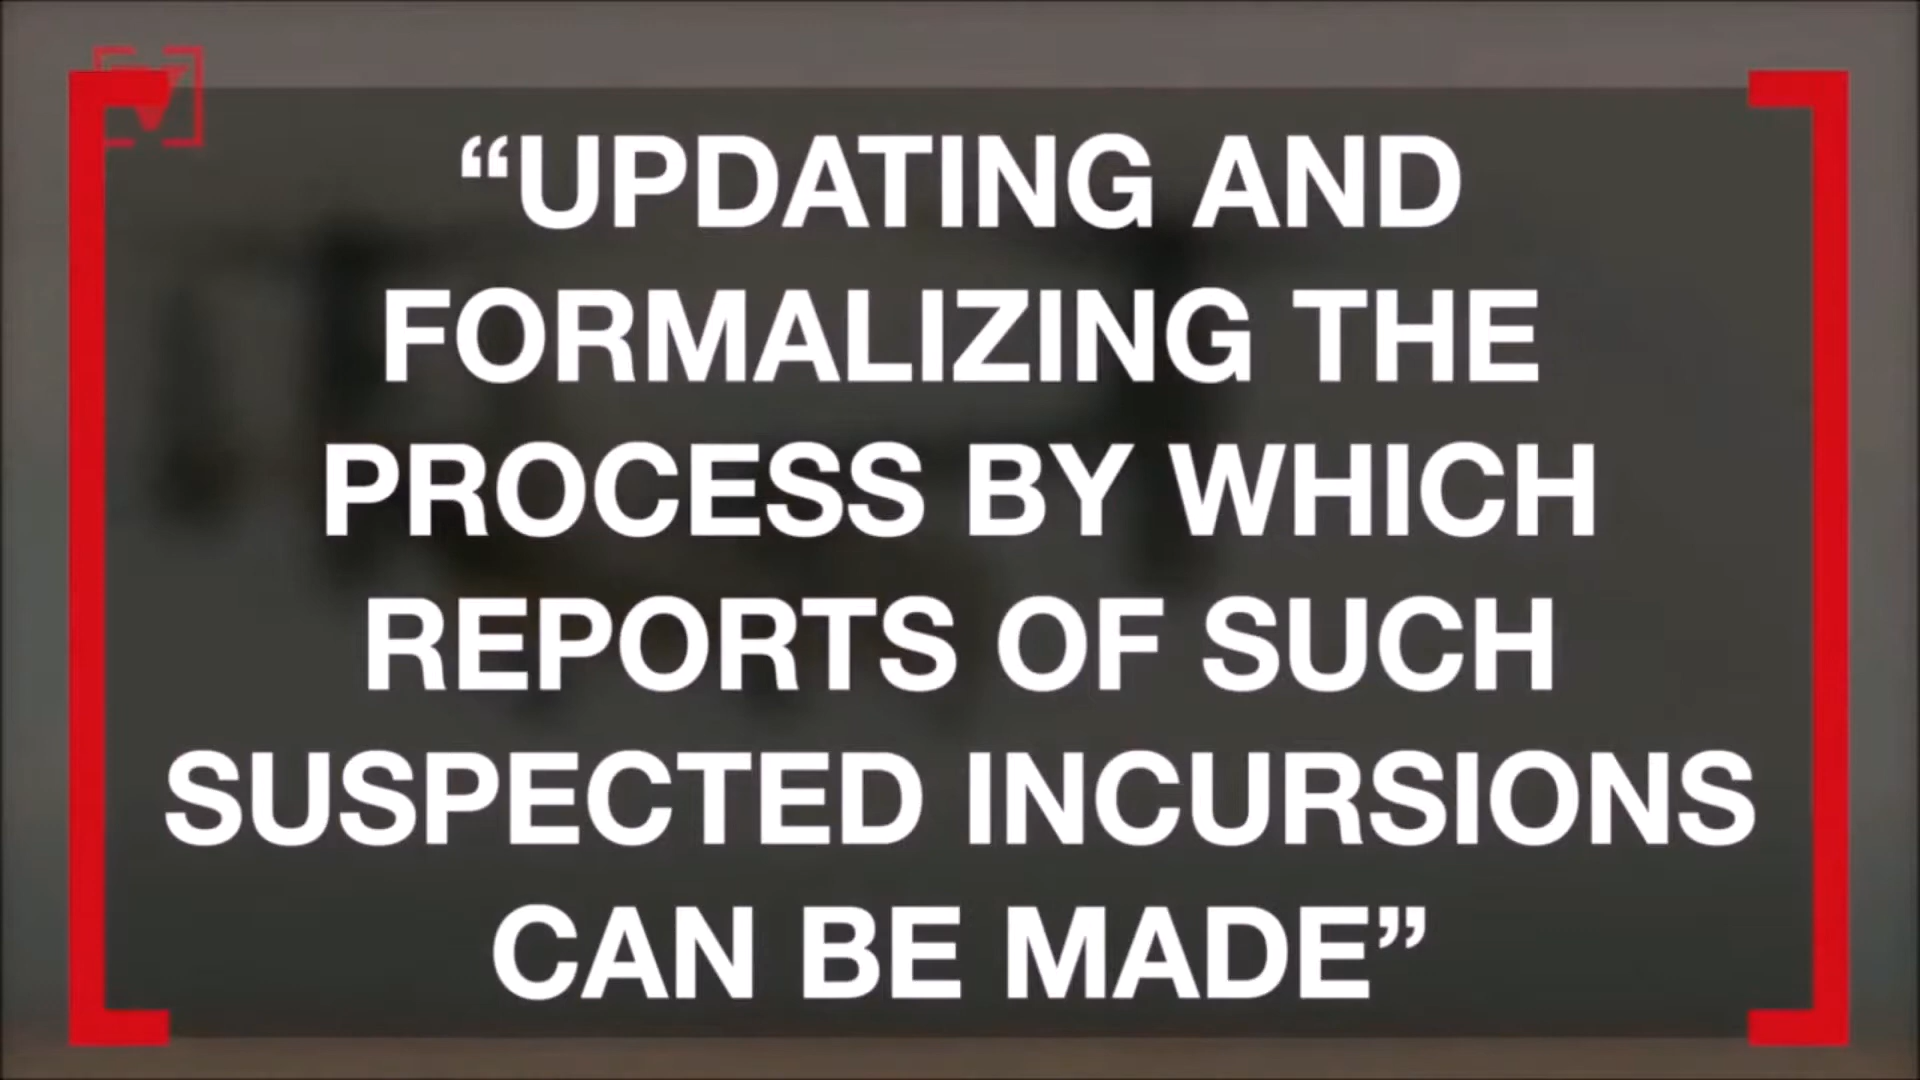 “UPDATING AND
FORMALIZING THE
PROCESS BY WHICH
REPORTS OF SUCH
SUSPECTED INCURSIONS
CAN BE MADE”